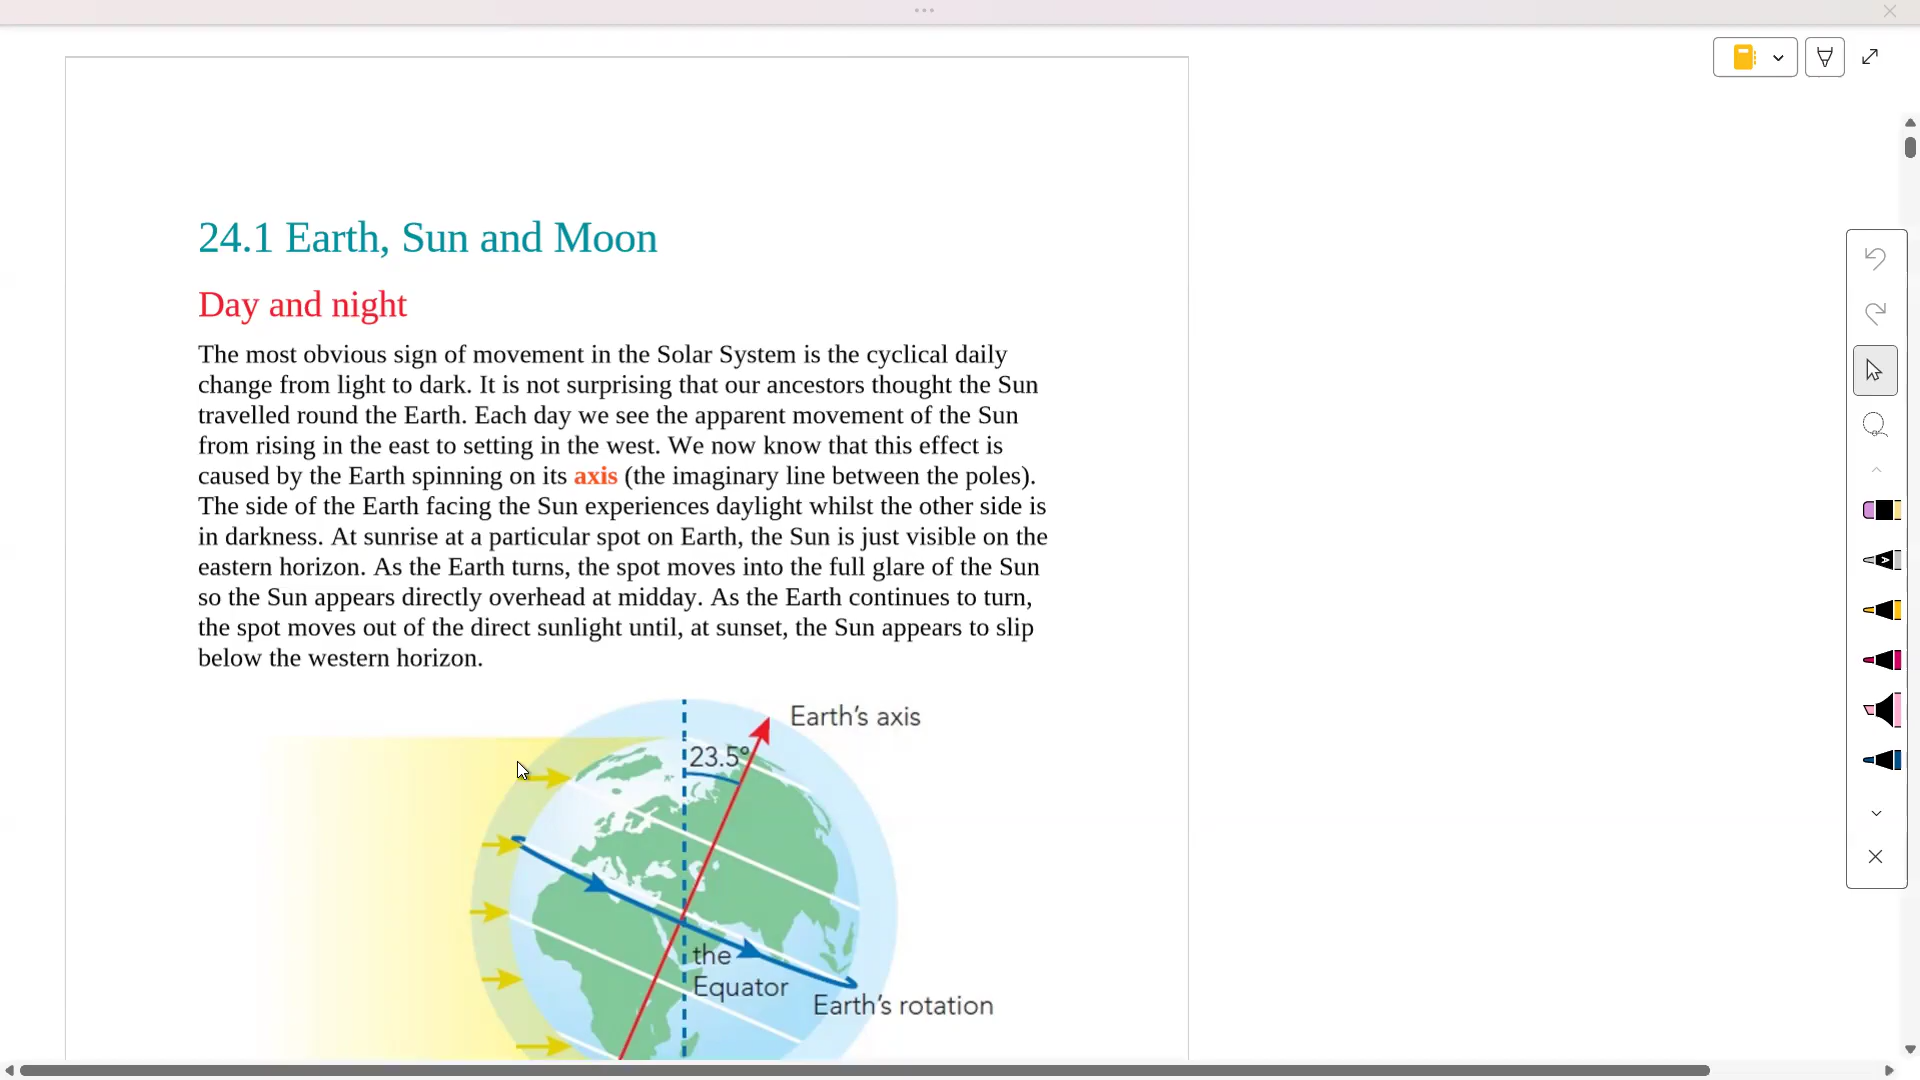 24.1 Earth, Sun and Moon
Day and night
The most obvious sign of movement in the Solar System is the cyclical daily
change from light to dark. It is not surprising that our ancestors thought the Sun
travelled round the Earth. Each day we see the apparent movement of the Sun
from rising in the east to setting in the west. We now know that this effect is
caused by the Earth spinning on its axis (the imaginary line between the poles).
The side of the Earth facing the Sun experiences daylight whilst the other side is
in darkness. At sunrise at a particular spot on Earth, the Sun is just visible on the
eastern horizon. As the Earth turns, the spot moves into the full glare of the Sun
so the Sun appears directly overhead at midday. As the Earth continues to turn,
the spot moves out of the direct sunlight until, at sunset, the Sun appears to slip
below the western horizon.
Earth's axis
23.5°
the
Equator
Earth's rotation